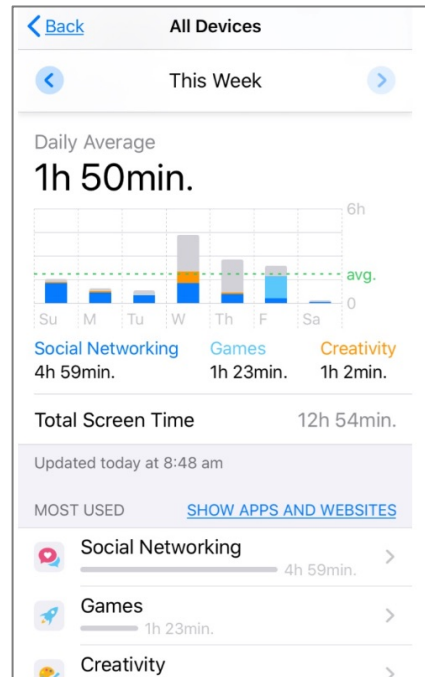 Back All Devices
This Week
Daily Average
1h 50min.
6h
avg.
0
Su M Tu W Th F Sa
Social Networking Games Creativity
4h 59min. 1h 23min. 1h 2min.
Total Screen Time 12h 54min.
Updated today at 8:48 am
MOST USED SHOW APPS AND WEBSITES
Social Networking
4h 59min.
Games
1h 23min.
Creativity